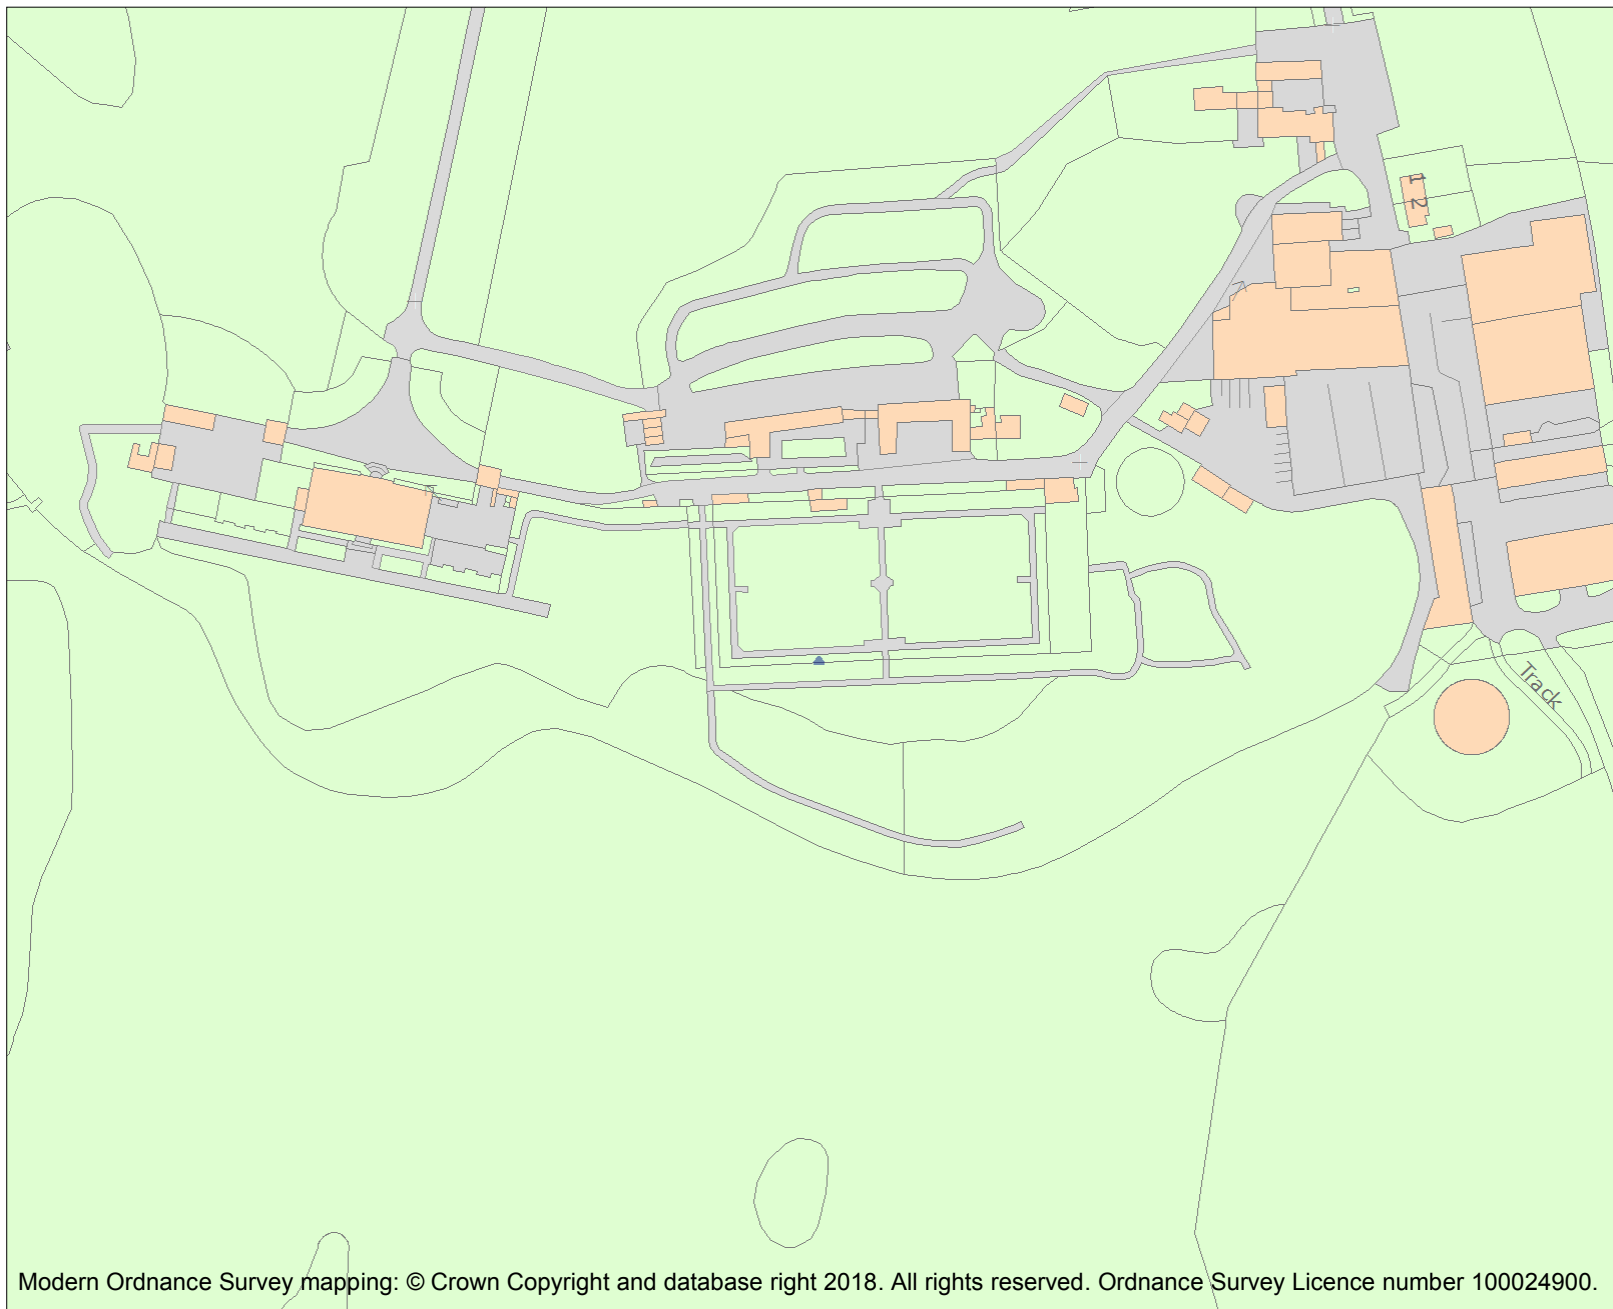 1 2
Track
Modern Ordnance Survey mapping: © Crown Copyright and database right 2018. All rights reserved. Ordnance Survey Licence number 100024900.